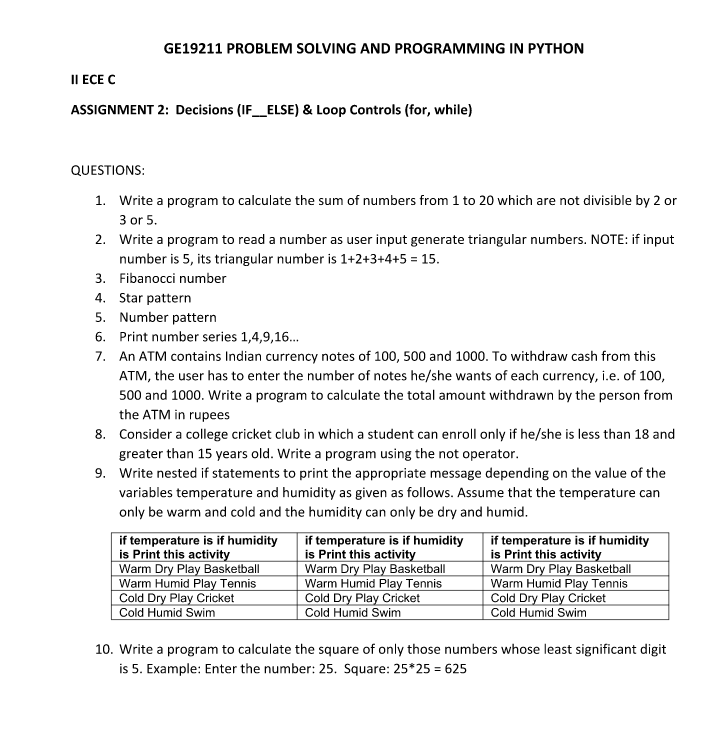 GE19211 PROBLEM SOLVING AND PROGRAMMING IN PYTHON
II ECE C
ASSIGNMENT 2:  Decisions (IF__ELSE) & Loop Controls (for, while)
QUESTIONS:
1. Write a program to calculate the sum of numbers from 1 to 20 which are not divisible by 2 or
3 or 5.
2. Write a program to read a number as user input generate triangular numbers. NOTE: if input
number is 5, its triangular number is 1+2+3+4+5 = 15.
3. Fibanocci number
4. Star pattern
5. Number pattern
6. Print number series 1,4,9,16...
7. An ATM contains Indian currency notes of 100, 500 and 1000. To withdraw cash from this
ATM, the user has to enter the number of notes he/she wants of each currency, i.e. of 100,
500 and 1000. Write a program to calculate the total amount withdrawn by the person from
the ATM in rupees
8. Consider a college cricket club in which a student can enroll only if he/she is less than 18 and
greater than 15 years old. Write a program using the not operator.
9. Write nested if statements to print the appropriate message depending on the value of the
variables temperature and humidity as given as follows. Assume that the temperature can
only be warm and cold and the humidity can only be dry and humid.
if temperature is if humidity if temperature is if humidity if temperature is if humidity
is Print this activity is Print this activity is Print this activity
Warm Dry Play Basketball Warm Dry Play Basketball Warm Dry Play Basketball
Warm Humid Play Tennis Warm Humid Play Tennis Warm Humid Play Tennis
Cold Dry Play Cricket Cold Dry Play Cricket Cold Dry Play Cricket
Cold Humid Swim Cold Humid Swim Cold Humid Swim
10. Write a program to calculate the square of only those numbers whose least significant digit
is 5. Example: Enter the number: 25.  Square: 25*25 = 625